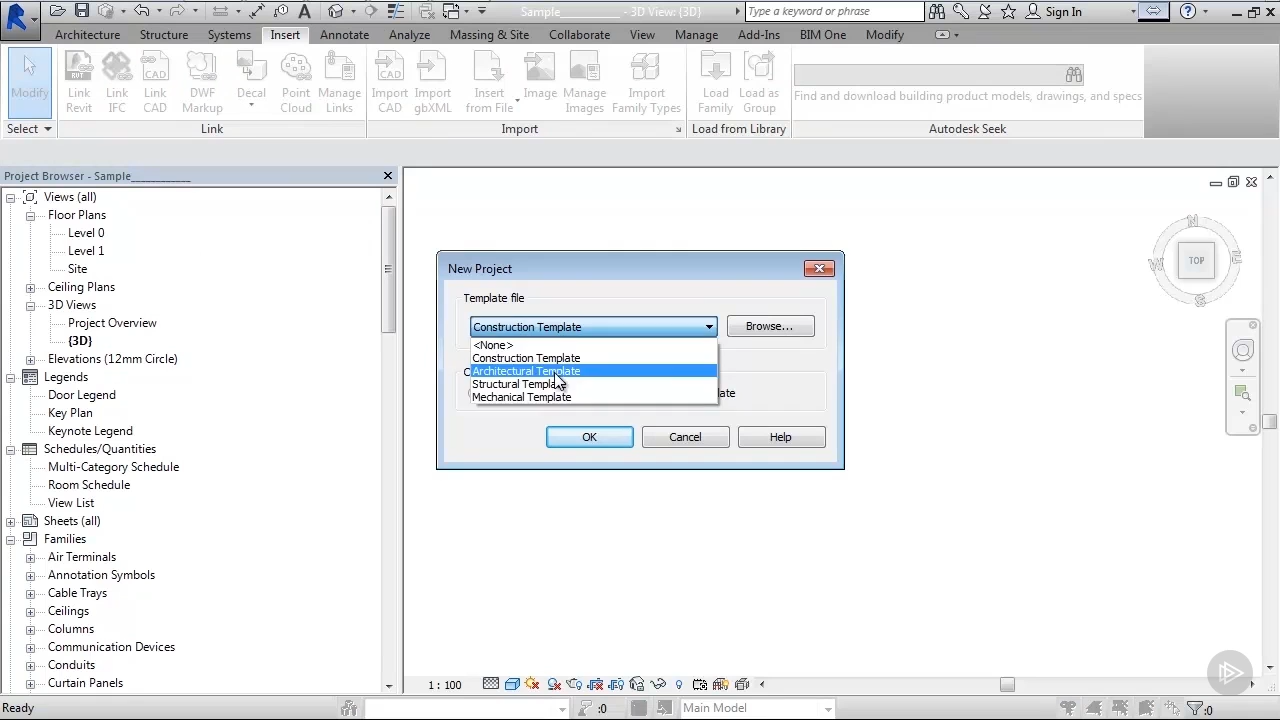 Sample____________ - 3D View: {3D}
Type a keyword or phrase
Sign In
Architecture Structure Systems Insert Annotate Analyze Massing & Site Collaborate View Manage Add-Ins BIM One Modify
Modify
Link Revit
Link IFC
Link CAD
DWF Markup
Decal
Point Cloud
Manage Links
Import CAD
Import gbXML
Insert from File
Image
Manage Images
Import Family Types
Load Family
Load as Group
Find and download building product models, drawings, and specs
Select
Link
Import
Load from Library
Autodesk Seek
Project Browser - Sample____________
Views (all)
Floor Plans
Level 0
Level 1
Site
Ceiling Plans
3D Views
Project Overview
{3D}
Elevations (12mm Circle)
Legends
Door Legend
Key Plan
Keynote Legend
Schedules/Quantities
Multi-Category Schedule
Room Schedule
View List
Sheets (all)
Families
Air Terminals
Annotation Symbols
Cable Trays
Ceilings
Columns
Communication Devices
Conduits
Curtain Panels
N
W
S
TOP
New Project
Template file
Construction Template
Browse...
<None>
Construction Template
Architectural Template
Structural Template
Mechanical Template
OK
Cancel
Help
1 : 100
Ready
:0
Main Model
:0